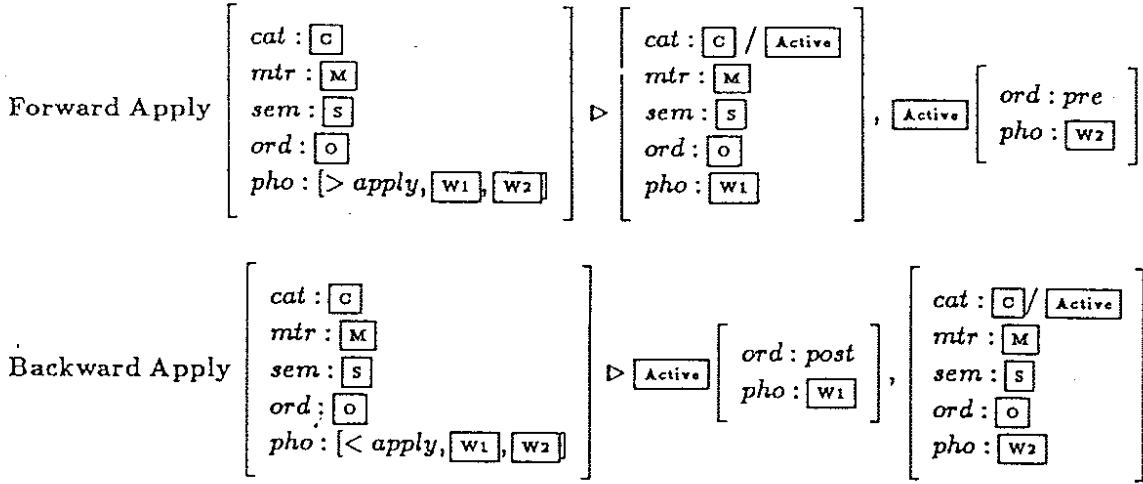 cat : C cat : C / Active
mtr : M mtr : M
Forward Apply sem : S ▷ sem : S , Active ord : pre
ord : O ord : O pho : W2
pho : [> apply, W1, W2] pho : W1
cat : C cat : C / Active
mtr : M mtr : M
Backward Apply sem : S ▷ Active ord : post , sem : S
ord : O pho : W1 ord : O
pho : [< apply, W1, W2] pho : W2